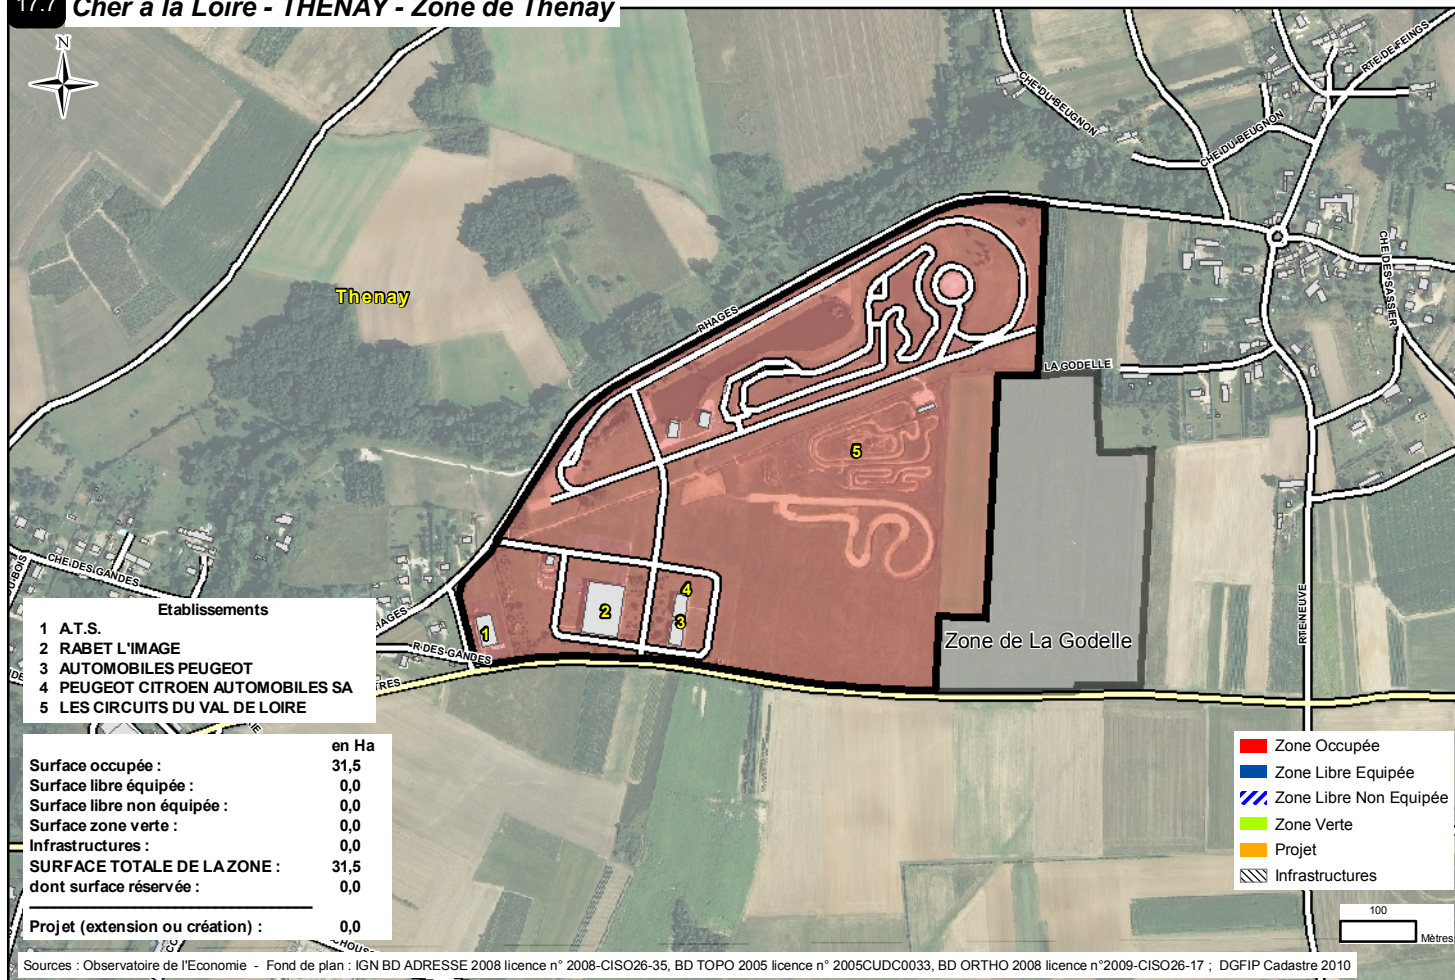 17.7 Cher à la Loire - THENAY - Zone de Thenay
N
CHE-DU-BEUGNON
RTE-DE-FEINGS
CHE-DU-BEUGNON
CHE-DES-SASSIER
Thenay
PHAGES
LA GODELLE
5
CHE DES GANDES
DU-BOIS
HAGES
R-DES-GANDES
TRES
1
2
3
4
Zone de La Godelle
RTE-NEUVE
Etablissements
1 A.T.S.
2 RABET L'IMAGE
3 AUTOMOBILES PEUGEOT
4 PEUGEOT CITROEN AUTOMOBILES SA
5 LES CIRCUITS DU VAL DE LOIRE
en Ha
Surface occupée : 31,5
Surface libre équipée : 0,0
Surface libre non équipée : 0,0
Surface zone verte : 0,0
Infrastructures : 0,0
SURFACE TOTALE DE LA ZONE : 31,5
dont surface réservée : 0,0
Projet (extension ou création) : 0,0
Zone Occupée
Zone Libre Equipée
Zone Libre Non Equipée
Zone Verte
Projet
Infrastructures
100
Mètres
Sources : Observatoire de l'Economie - Fond de plan : IGN BD ADRESSE 2008 licence n° 2008-CISO26-35, BD TOPO 2005 licence n° 2005CUDC0033, BD ORTHO 2008 licence n°2009-CISO26-17 ; DGFIP Cadastre 2010